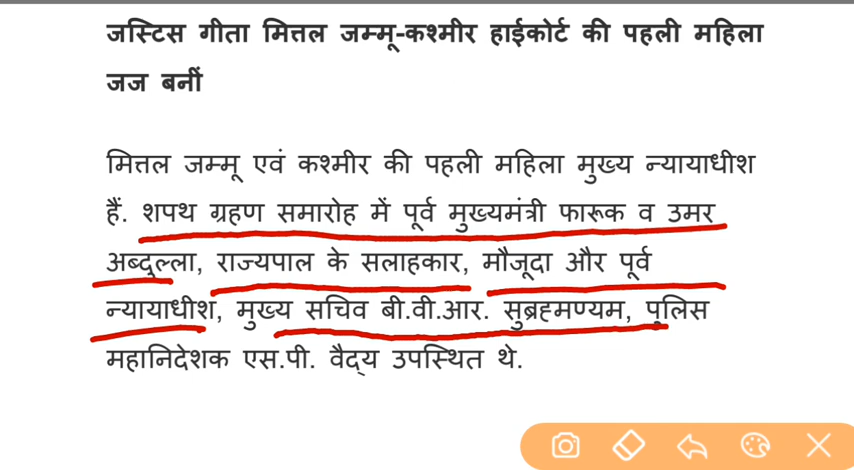 जस्टिस गीता मित्तल जम्मू-कश्मीर हाईकोर्ट की पहली महिला
जज बनीं
मित्तल जम्मू एवं कश्मीर की पहली महिला मुख्य न्यायाधीश
हैं. शपथ ग्रहण समारोह में पूर्व मुख्यमंत्री फारूक व उमर
अब्दुल्ला, राज्यपाल के सलाहकार, मौजूदा और पूर्व
न्यायाधीश, मुख्य सचिव बी.वी.आर. सुब्रह्मण्यम, पुलिस
महानिदेशक एस.पी. वैद्य उपस्थित थे.